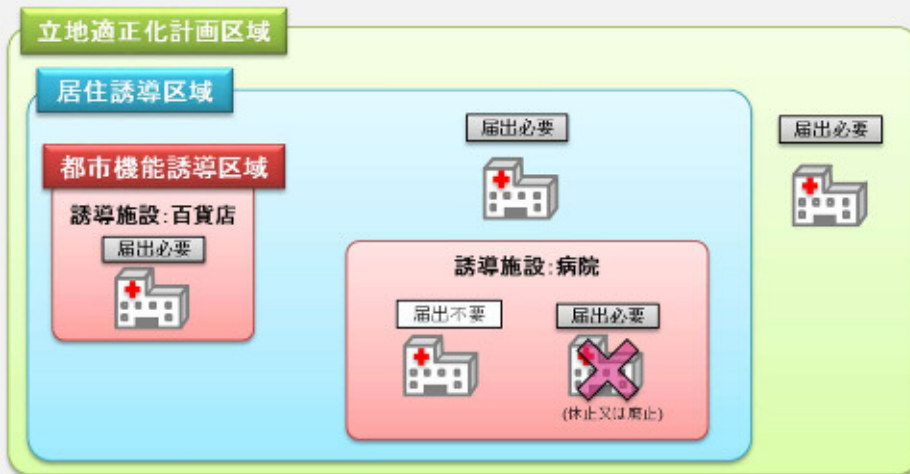 立地適正化計画区域
居住誘導区域
届出必要
届出必要
都市機能誘導区域
誘導施設:百貨店
届出必要
誘導施設:病院
届出不要
届出必要
(休止又は廃止)